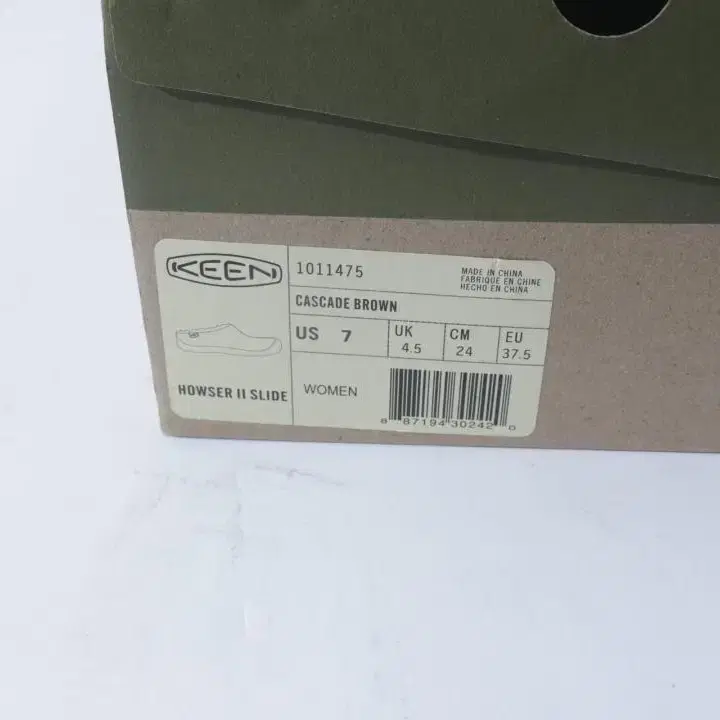 KEEN
1011475
MADE IN CHINA
FABRIQUE EN CHINE
HECHO EN CHINA
CASCADE BROWN
US 7
UK
4.5
CM
24
EU
37.5
HOWSER II SLIDE
WOMEN
8 87194 30242 0